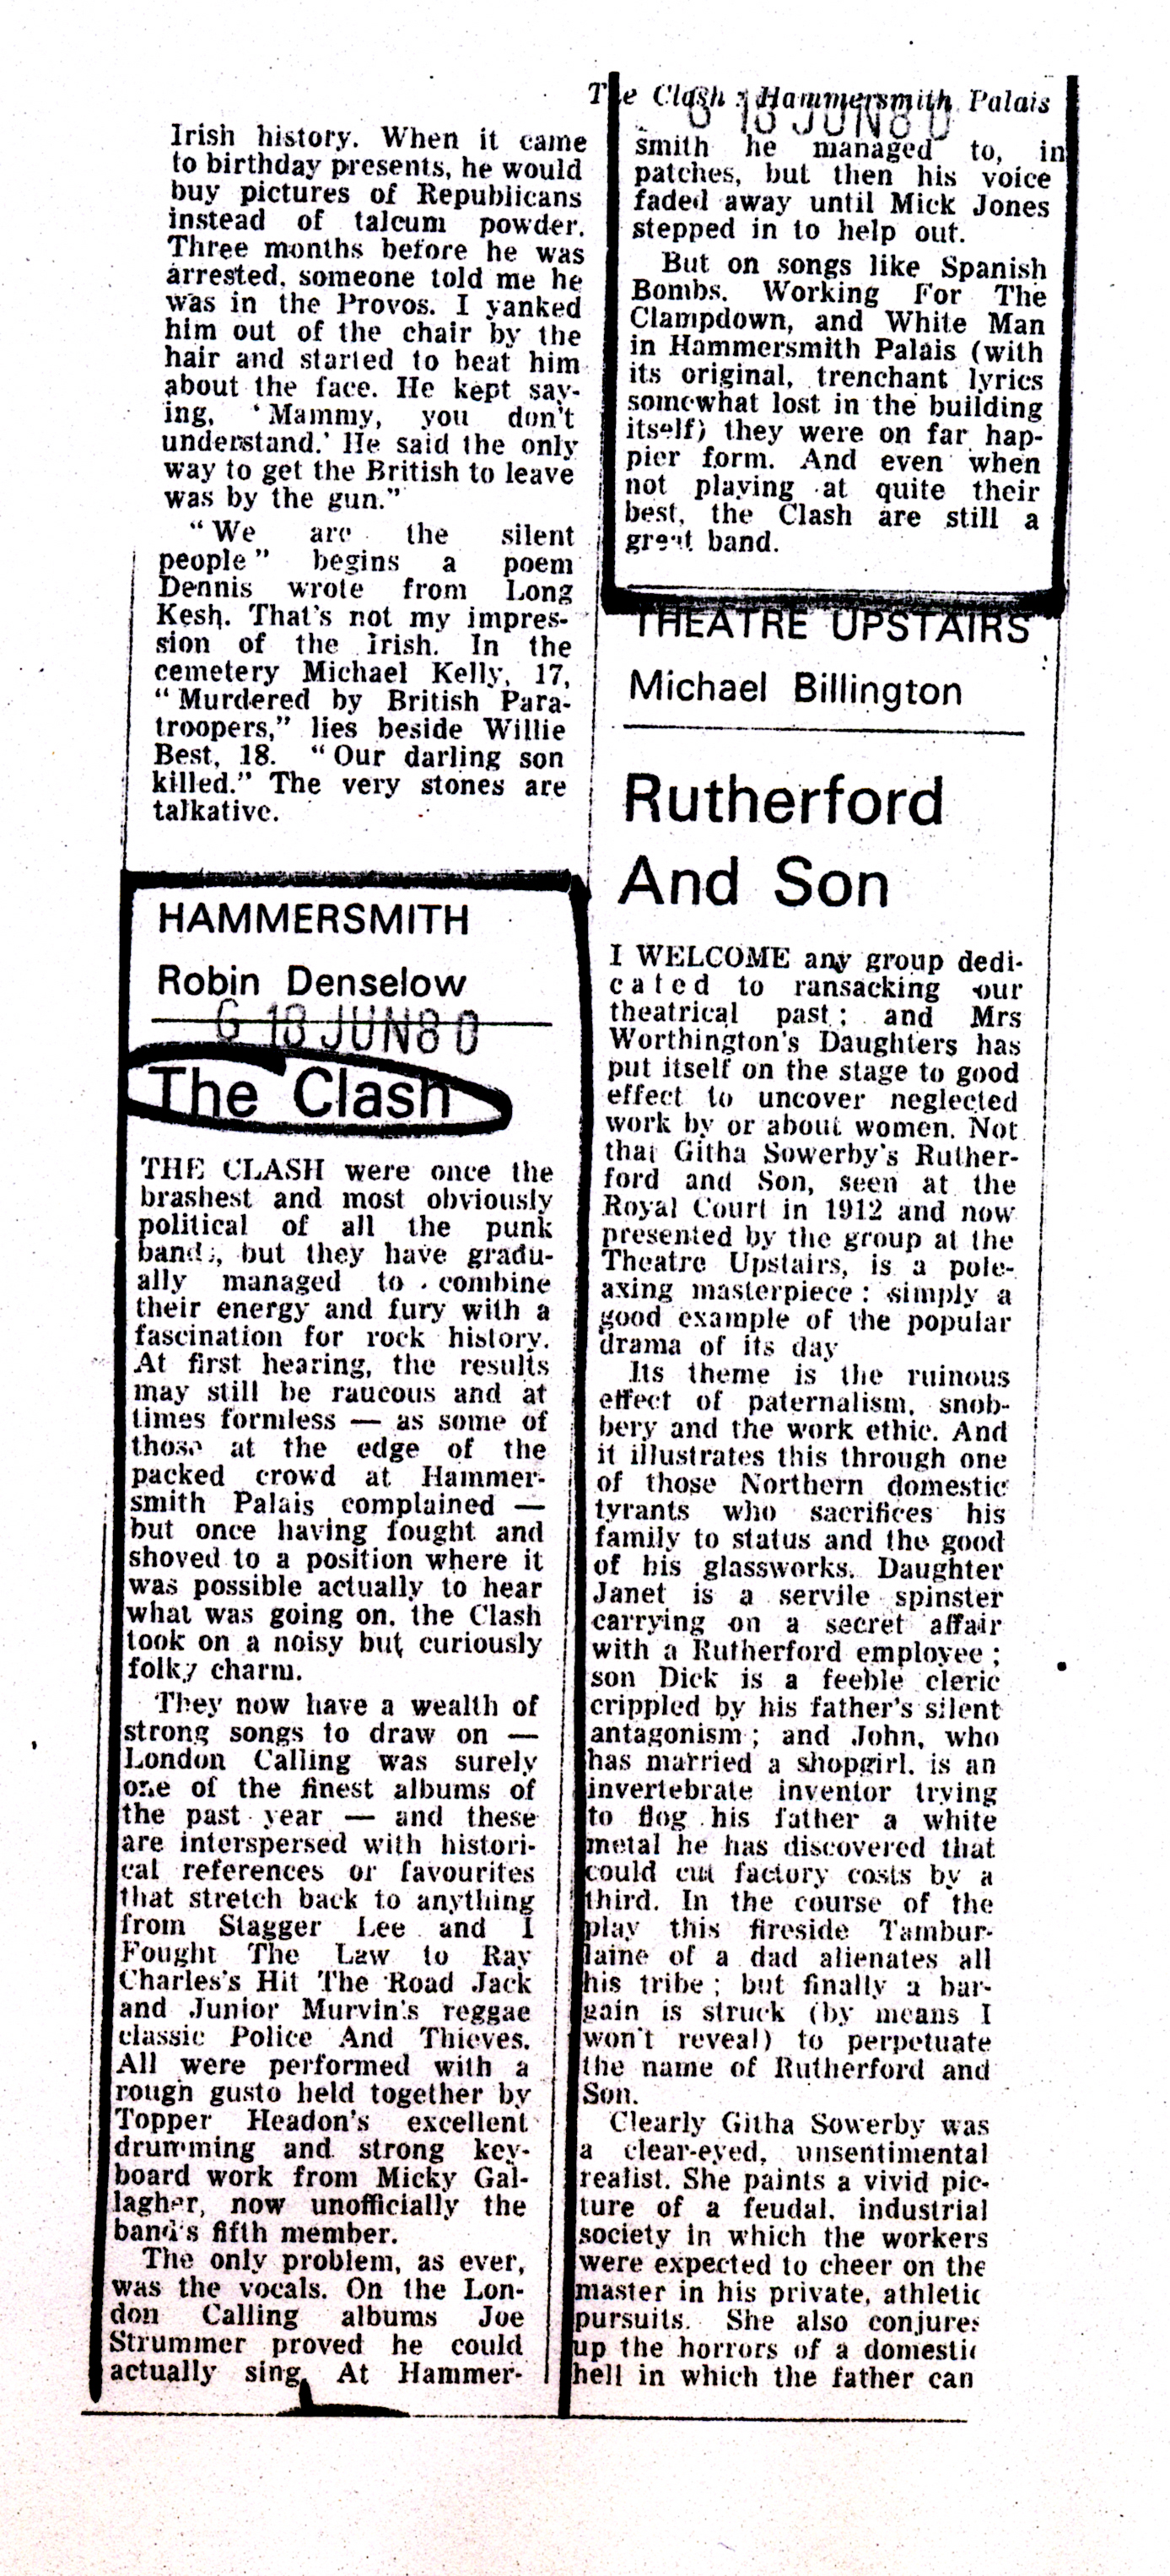 Irish history. When it came
to birthday presents, he would
buy pictures of Republicans
instead of talcum powder.
Three months before he was
arrested, someone told me he
was in the Provos. I yanked
him out of the chair by the
hair and started to beat him
about the face. He kept say-
ing, 'Mammy, you don't
understand.' He said the only
way to get the British to leave
was by the gun."
"We are the silent
people" begins a poem
Dennis wrote from Long
Kesh. That's not my impres-
sion of the Irish. In the
cemetery Michael Kelly, 17,
"Murdered by British Para-
troopers," lies beside Willie
Best, 18. "Our darling son
killed." The very stones are
talkative.
HAMMERSMITH
Robin Denselow
G 18 JUN80
The Clash
THE CLASH were once the
brashest and most obviously
political of all the punk
bands, but they have gradu-
ally managed to combine
their energy and fury with a
fascination for rock history.
At first hearing, the results
may still be raucous and at
times formless — as some of
those at the edge of the
packed crowd at Hammer-
smith Palais complained —
but once having fought and
shoved to a position where it
was possible actually to hear
what was going on, the Clash
took on a noisy but curiously
folky charm.
They now have a wealth of
strong songs to draw on —
London Calling was surely
one of the finest albums of
the past year — and these
are interspersed with histori-
cal references or favourites
that stretch back to anything
from Stagger Lee and I
Fought The Law to Ray
Charles's Hit The Road Jack
and Junior Murvin's reggae
classic Police And Thieves.
All were performed with a
rough gusto held together by
Topper Headon's excellent
drumming and strong key-
board work from Micky Gal-
lagher, now unofficially the
band's fifth member.
The only problem, as ever,
was the vocals. On the Lon-
don Calling albums Joe
Strummer proved he could
actually sing. At Hammer-
The Clash : Hammersmith Palais
G 18 JUN80
smith he managed to, in
patches, but then his voice
faded away until Mick Jones
stepped in to help out.
But on songs like Spanish
Bombs, Working For The
Clampdown, and White Man
in Hammersmith Palais (with
its original, trenchant lyrics
somewhat lost in the building
itself) they were on far hap-
pier form. And even when
not playing at quite their
best, the Clash are still a
great band.
THEATRE UPSTAIRS
Michael Billington
Rutherford
And Son
I WELCOME any group dedi-
cated to ransacking our
theatrical past; and Mrs
Worthington's Daughters has
put itself on the stage to good
effect to uncover neglected
work by or about women. Not
that Githa Sowerby's Ruther-
ford and Son, seen at the
Royal Court in 1912 and now
presented by the group at the
Theatre Upstairs, is a pole-
axing masterpiece: simply a
good example of the popular
drama of its day
Its theme is the ruinous
effect of paternalism, snob-
bery and the work ethic. And
it illustrates this through one
of those Northern domestic
tyrants who sacrifices his
family to status and the good
of his glassworks. Daughter
Janet is a servile spinster
carrying on a secret affair
with a Rutherford employee;
son Dick is a feeble cleric
crippled by his father's silent
antagonism; and John, who
has married a shopgirl, is an
invertebrate inventor trying
to flog his father a white
metal he has discovered that
could cut factory costs by a
third. In the course of the
play this fireside Tambur-
laine of a dad alienates all
his tribe; but finally a bar-
gain is struck (by means I
won't reveal) to perpetuate
the name of Rutherford and
Son.
Clearly Githa Sowerby was
a clear-eyed, unsentimental
realist. She paints a vivid pic-
ture of a feudal, industrial
society in which the workers
were expected to cheer on the
master in his private, athletic
pursuits. She also conjures
up the horrors of a domestic
hell in which the father can